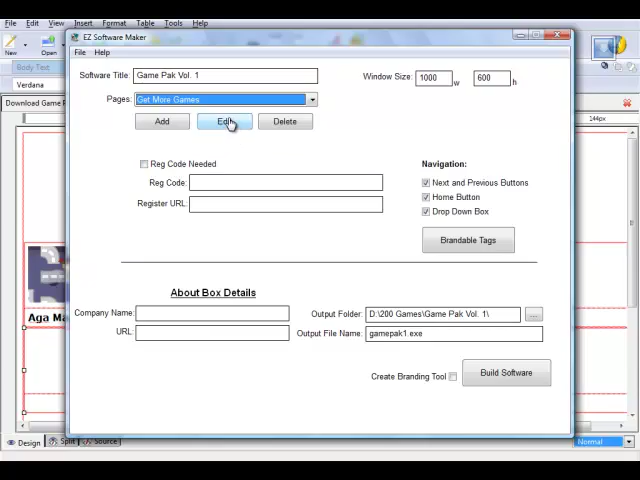 File Edit View Insert Format Table Tools Help
New Open
Body Text
Verdana
Download Game P
144px
EZ Software Maker
File Help
Software Title: Game Pak Vol. 1
Window Size: 1000 w 600 h
Pages: Get More Games
Add Edit Delete
Reg Code Needed
Reg Code:
Register URL:
Navigation:
Next and Previous Buttons
Home Button
Drop Down Box
Brandable Tags
About Box Details
Company Name:
URL:
Output Folder: D:\200 Games\Game Pak Vol. 1\ ...
Output File Name: gamepak1.exe
Create Branding Tool
Build Software
Aga Ma
Design Split Source
Normal